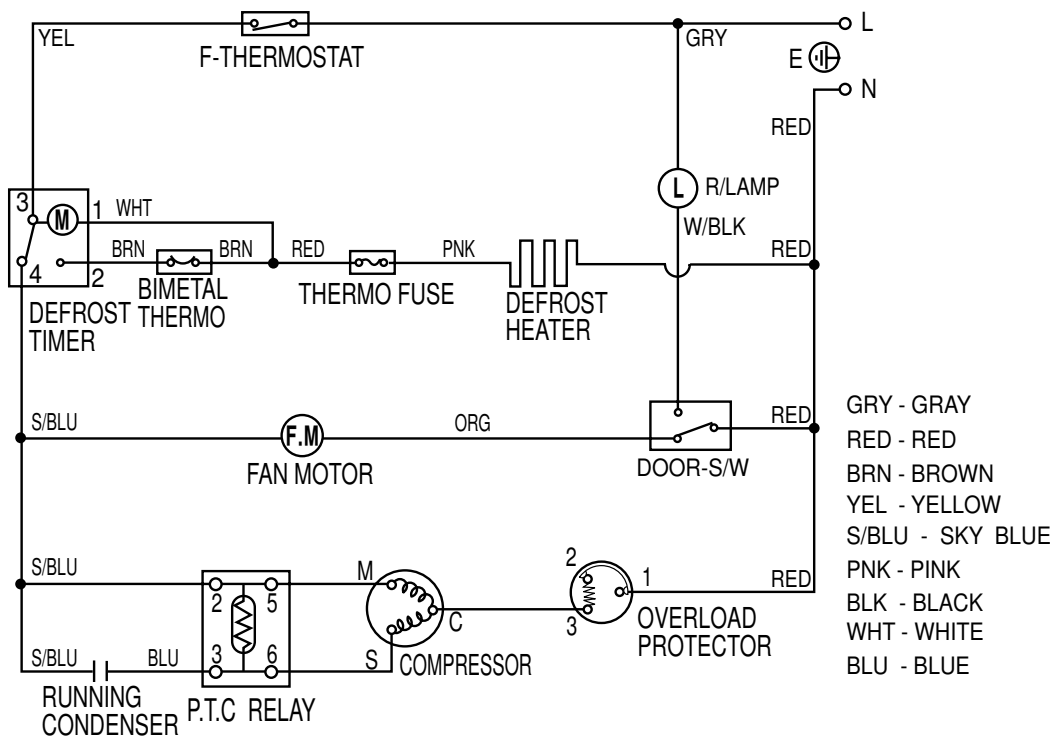 YEL
F-THERMOSTAT
GRY
L
E
N
RED
3
M
1
WHT
L
R/LAMP
W/BLK
4
2
BRN
BRN
RED
PNK
RED
DEFROST
TIMER
BIMETAL
THERMO
THERMO FUSE
DEFROST
HEATER
S/BLU
F.M
ORG
RED
FAN MOTOR
DOOR-S/W
GRY - GRAY
RED - RED
BRN - BROWN
YEL - YELLOW
S/BLU - SKY BLUE
PNK - PINK
BLK - BLACK
WHT - WHITE
BLU - BLUE
S/BLU
2
5
M
C
2
1
3
RED
OVERLOAD
PROTECTOR
S/BLU
BLU
3
6
S
COMPRESSOR
RUNNING
CONDENSER
P.T.C RELAY